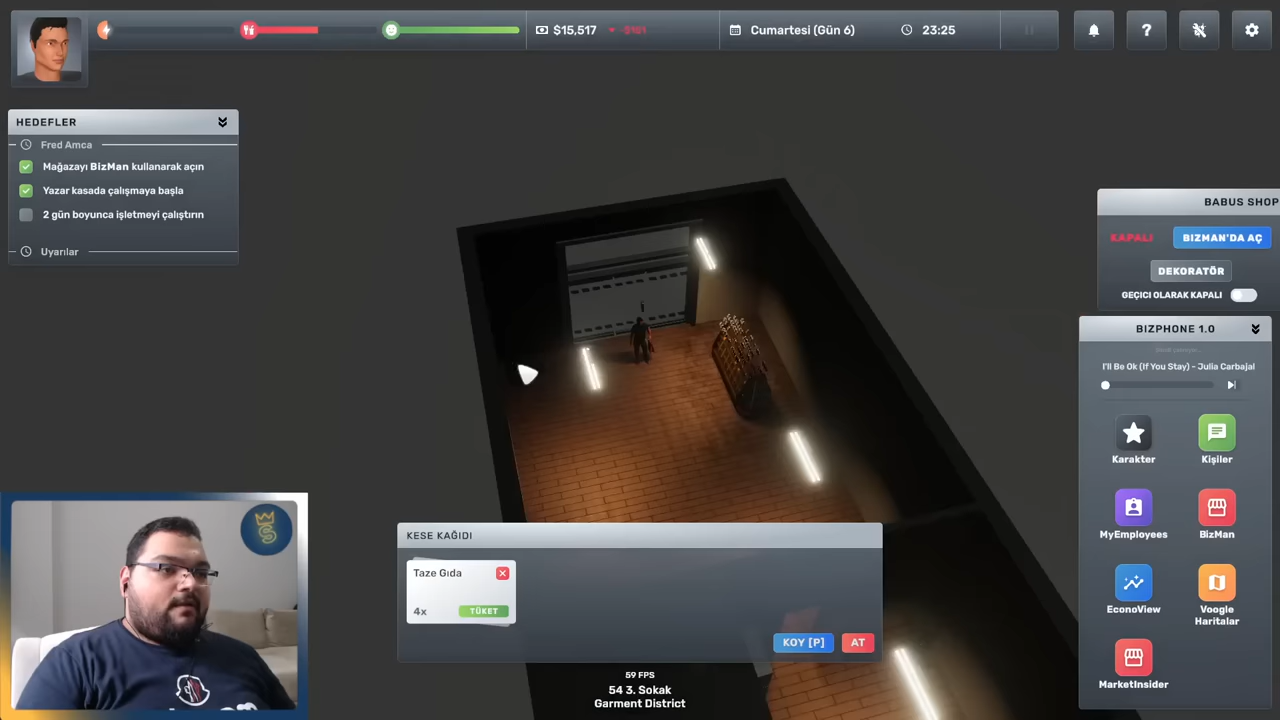 $15,517
Cumartesi (Gün 6)
23:25
?
HEDEFLER
Fred Amca
Mağazayı BizMan kullanarak açın
Yazar kasada çalışmaya başla
2 gün boyunca işletmeyi çalıştırın
Uyarılar
BABUS SHOP
KAPALI
BIZMAN'DA AÇ
DEKORATÖR
GEÇICI OLARAK KAPALI
BIZPHONE 1.0
I'll Be Ok (If You Stay) - Julia Carbajal
Karakter
Kişiler
MyEmployees
BizMan
EconoView
Voogle
Haritalar
MarketInsider
KESE KAĞIDI
Taze Gıda
4x
TÜKET
KOY [P]
AT
59 FPS
54 3. Sokak
Garment District